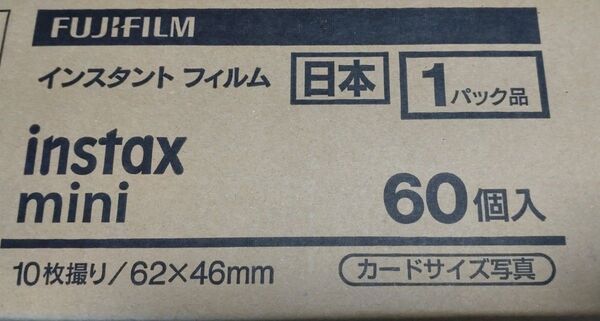 FUJIFILM
インスタント フィルム 日本 1パック品
instax
mini 60個入
10枚撮り/62×46mm カードサイズ写真